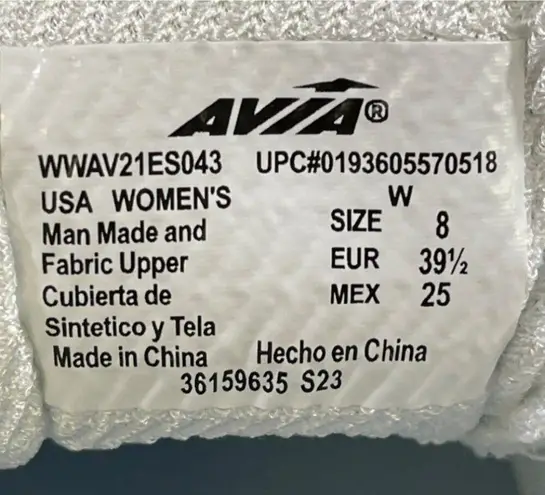 AVIA®
WWAV21ES043 UPC#0193605570518
USA WOMEN'S W
Man Made and SIZE 8
Fabric Upper EUR 39½
Cubierta de MEX 25
Sintetico y Tela
Made in China Hecho en China
36159635 S23